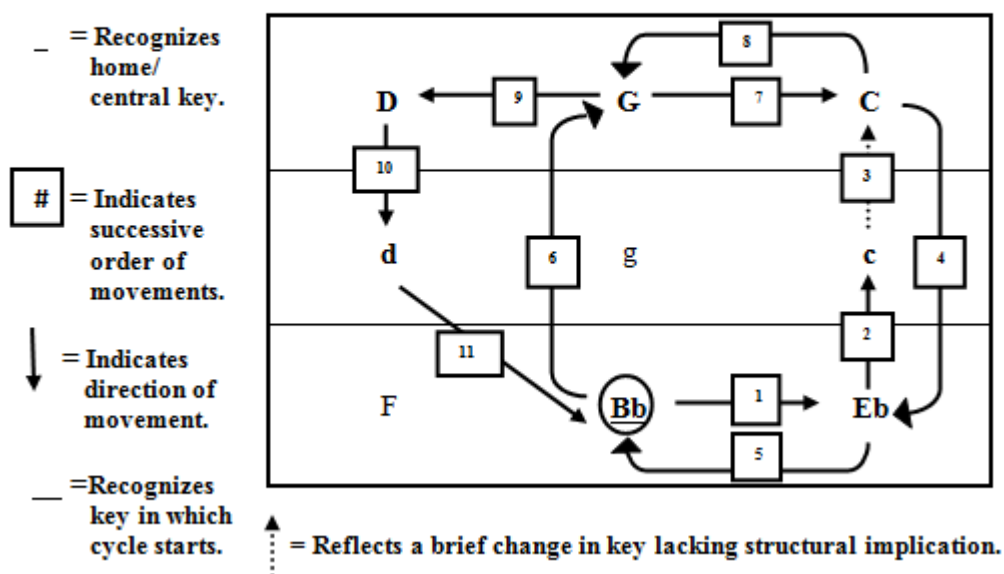 _ = Recognizes
home/
central key.
# = Indicates
successive
order of
movements.
= Indicates
direction of
movement.
__ =Recognizes
key in which
cycle starts.
8
D 9 G 7 C
10 3
d 6 g c 4
11 2
F Bb 1 Eb
5
= Reflects a brief change in key lacking structural implication.